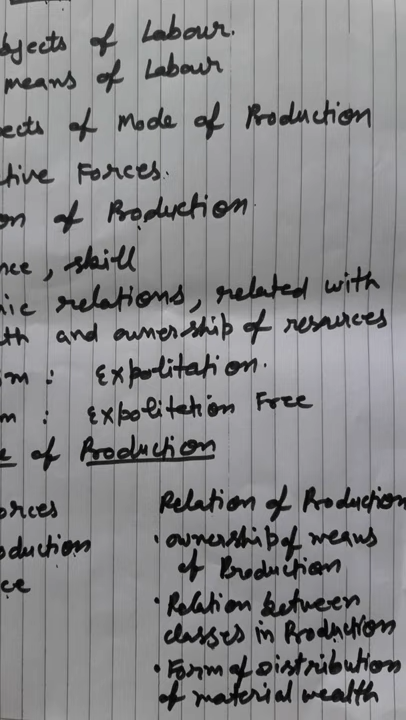 bjects of Labour.
means of Labour
ects of Mode of Production
tive Forces.
on of Production
nce, skill
ic relations, related with
th and ownership of resources
m : Expolitation.
m : Expolitation Free
e of Production
orces
oduction
ce
Relation of Production
• ownership of means
of Production
• Relation between
classes in Production
• Form of Distribution
of material wealth